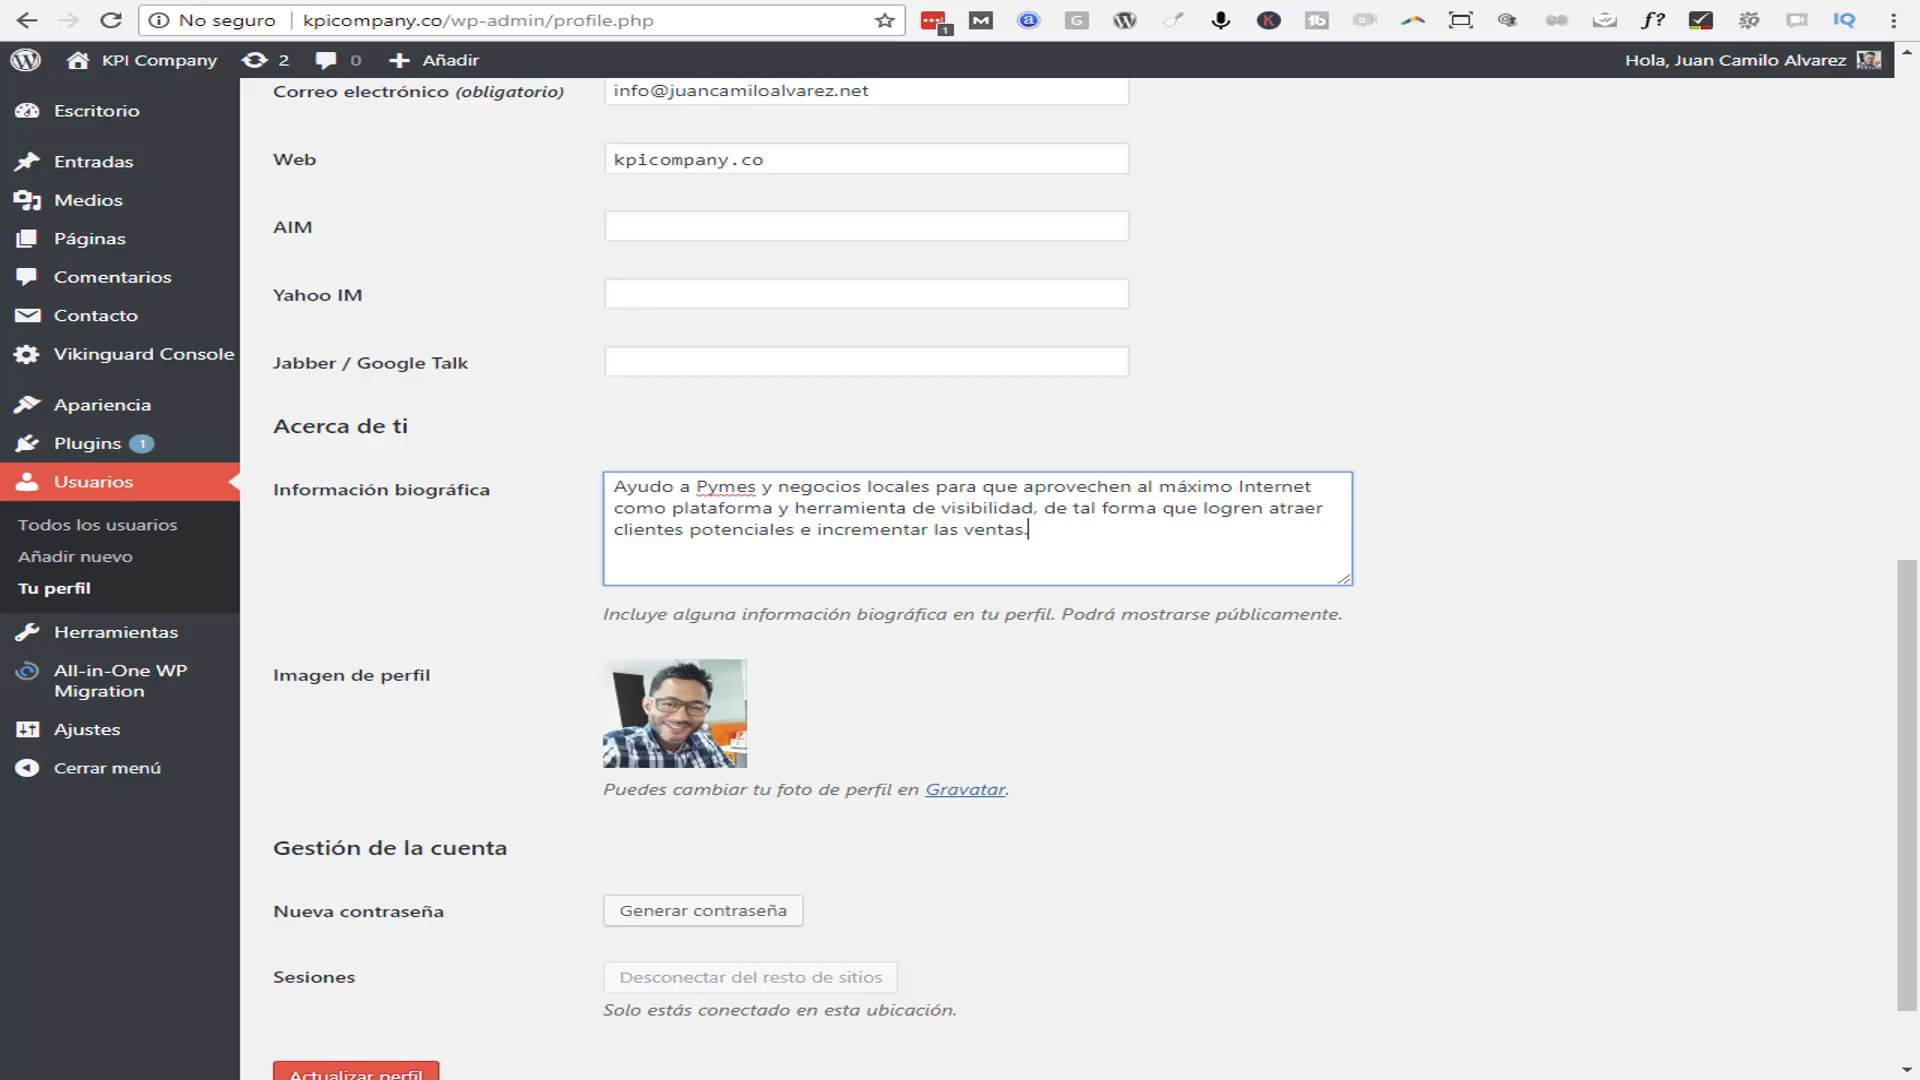 No seguro
kpicompany.co/wp-admin/profile.php
1
M
a
G
K
tb
f?
IQ
KPI Company
2
0
Añadir
Hola, Juan Camilo Alvarez
Escritorio
Entradas
Medios
Páginas
Comentarios
Contacto
Vikinguard Console
Apariencia
Plugins 1
Usuarios
Todos los usuarios
Añadir nuevo
Tu perfil
Herramientas
All-in-One WP
Migration
Ajustes
Cerrar menú
Correo electrónico (obligatorio)
info@juancamiloalvarez.net
Web
kpicompany.co
AIM
Yahoo IM
Jabber / Google Talk
Acerca de ti
Información biográfica
Ayudo a Pymes y negocios locales para que aprovechen al máximo Internet
como plataforma y herramienta de visibilidad, de tal forma que logren atraer
clientes potenciales e incrementar las ventas.
Incluye alguna información biográfica en tu perfil. Podrá mostrarse públicamente.
Imagen de perfil
Puedes cambiar tu foto de perfil en Gravatar.
Gestión de la cuenta
Nueva contraseña
Generar contraseña
Sesiones
Desconectar del resto de sitios
Solo estás conectado en esta ubicación.
Actualizar perfil